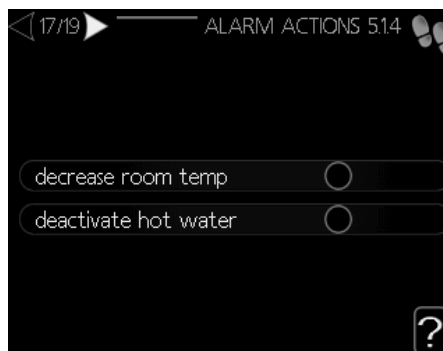 17/19 ALARM ACTIONS 5.1.4
decrease room temp
deactivate hot water
?